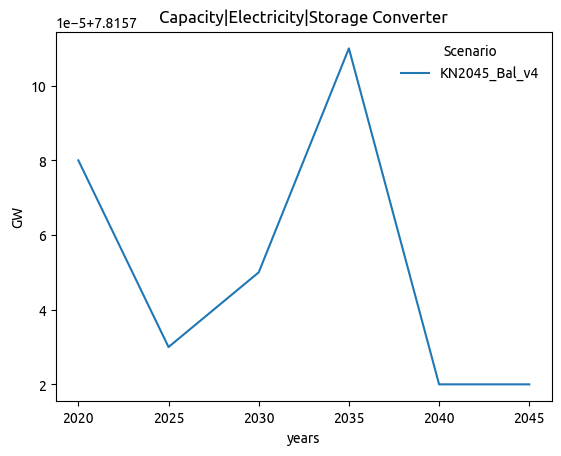 Capacity|Electricity|Storage Converter
1e−5+7.8157
Scenario
KN2045_Bal_v4
10
8
6
4
2
GW
2020 2025 2030 2035 2040 2045
years